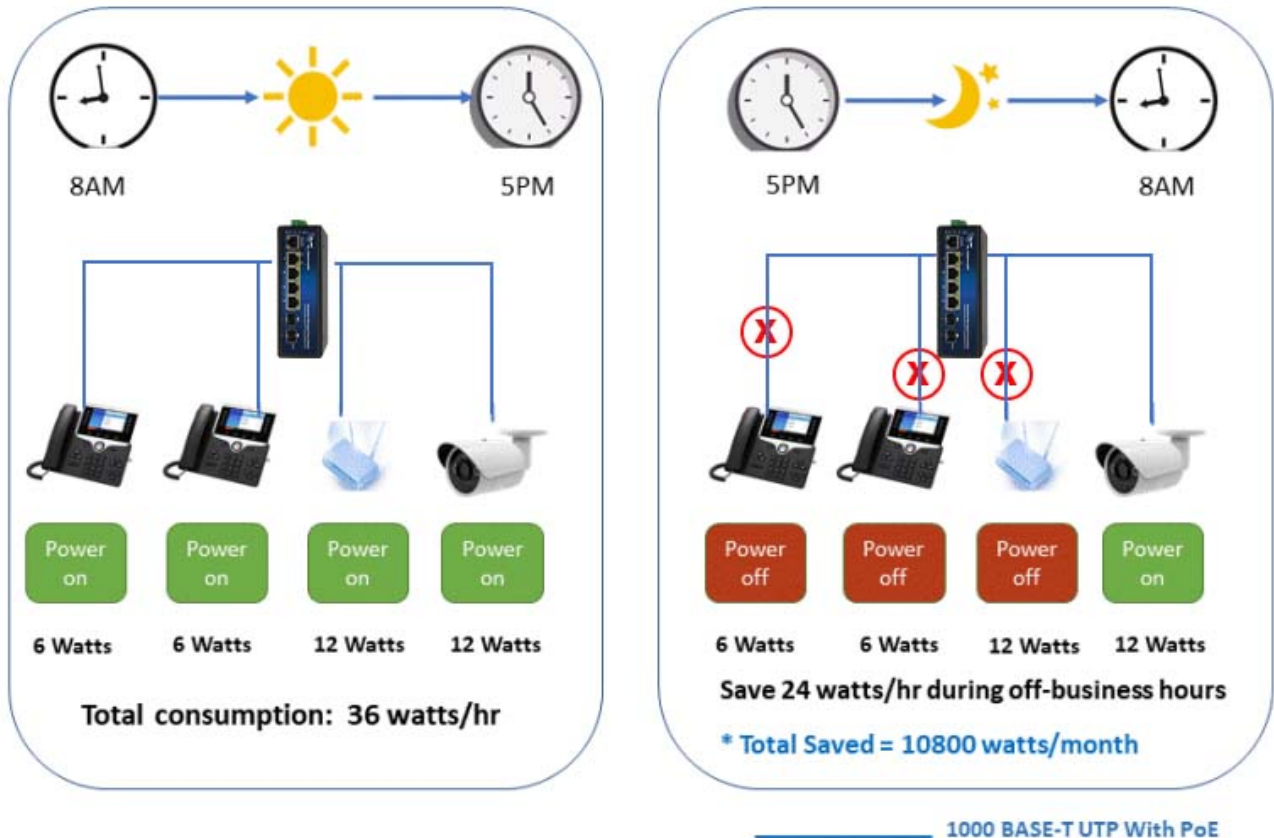 8AM
5PM
Power
on
Power
on
Power
on
Power
on
6 Watts
6 Watts
12 Watts
12 Watts
Total consumption: 36 watts/hr
5PM
8AM
X
X
X
Power
off
Power
off
Power
off
Power
on
6 Watts
6 Watts
12 Watts
12 Watts
Save 24 watts/hr during off-business hours
* Total Saved = 10800 watts/month
1000 BASE-T UTP With PoE